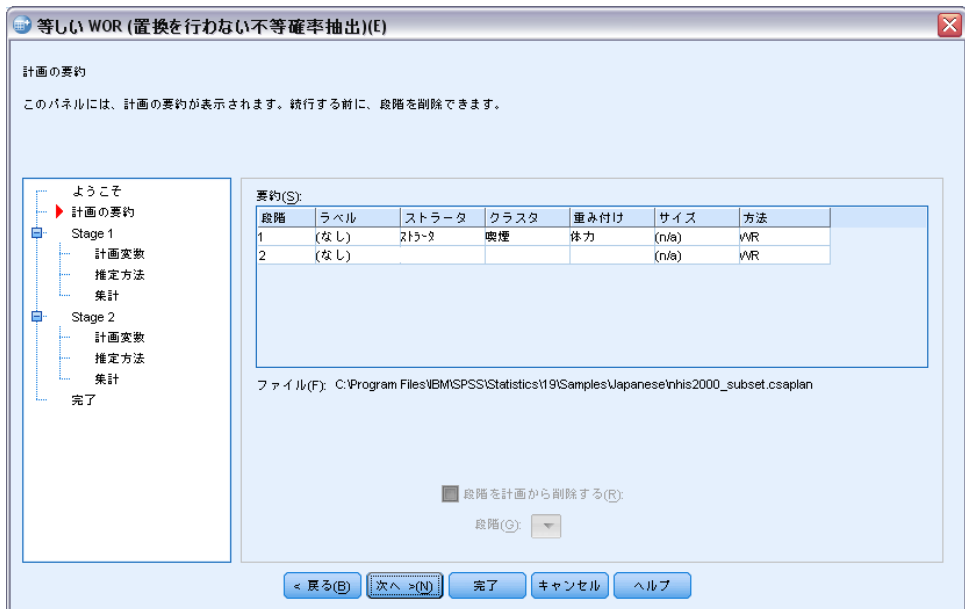 等しい WOR (置換を行わない不等確率抽出)(E)
計画の要約
このパネルには、計画の要約が表示されます。続行する前に、段階を削除できます。
ようこそ
計画の要約
Stage 1
計画変数
推定方法
集計
Stage 2
計画変数
推定方法
集計
完了
要約(S):
段階 ラベル ストラータ クラスタ 重み付け サイズ 方法
1 (なし) ストラータ 喫煙 体力 (n/a) WR
2 (なし) (n/a) WR
ファイル(F): C:\Program Files\IBM\SPSS\Statistics\19\Samples\Japanese\nhis2000_subset.csaplan
段階を計画から削除する(R):
段階(G):
< 戻る(B) 次へ >(N) 完了 キャンセル ヘルプ